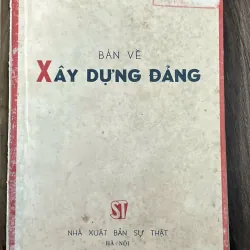 BÀN VỀ
XÂY DỰNG ĐẢNG
ST
NHÀ XUẤT BẢN SỰ THẬT
HÀ-NỘI